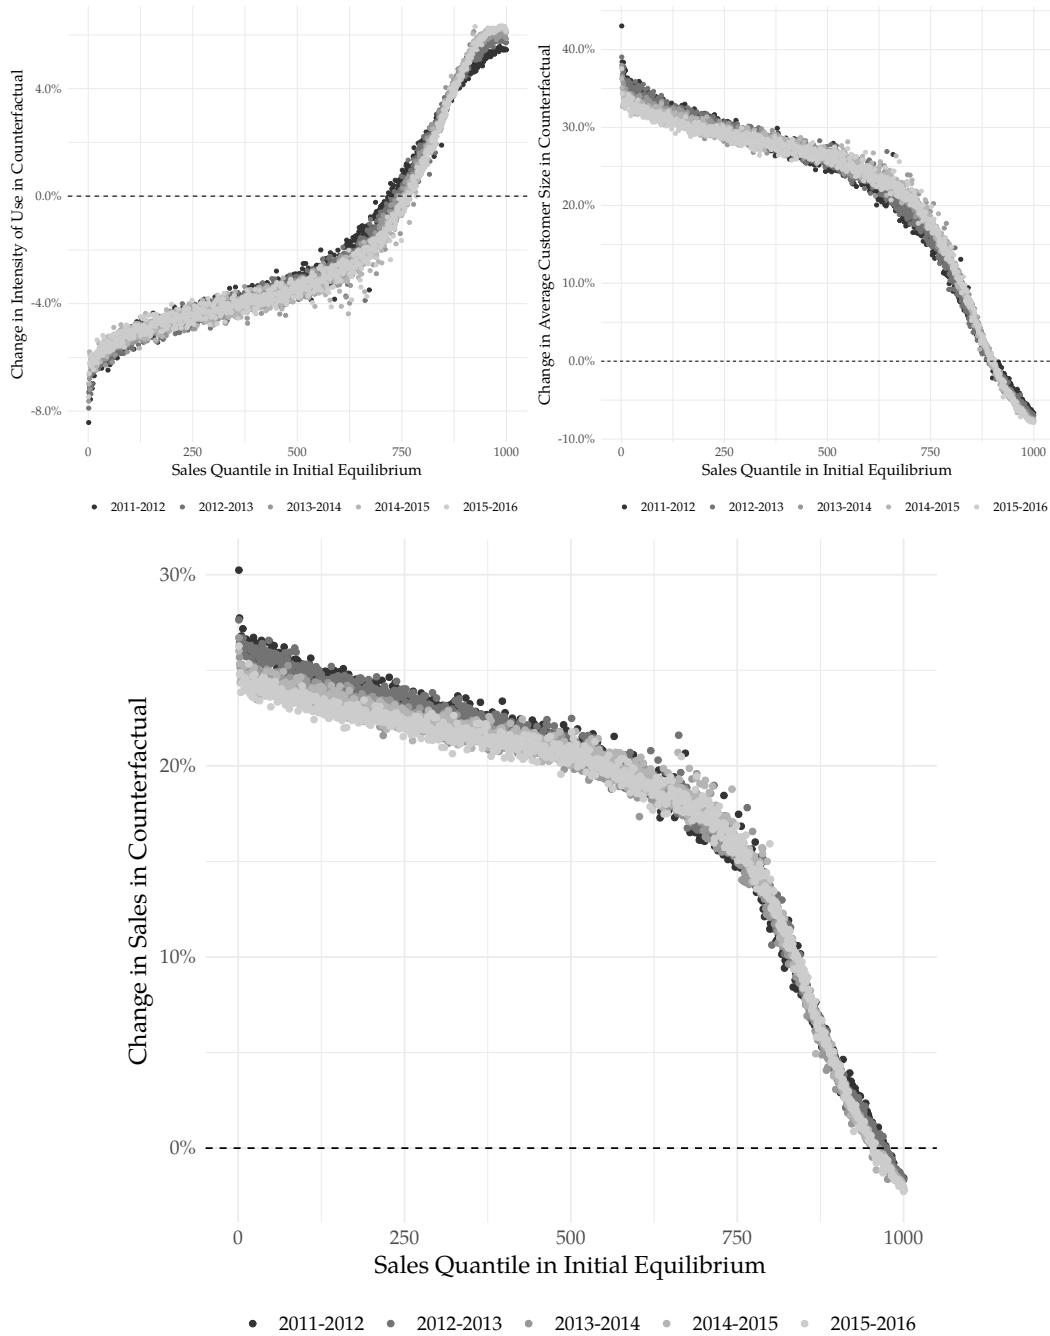 Change in Intensity of Use in Counterfactual
4.0%
0.0%
-4.0%
-8.0%
0 250 500 750 1000
Sales Quantile in Initial Equilibrium
2011-2012 2012-2013 2013-2014 2014-2015 2015-2016
Change in Average Customer Size in Counterfactual
40.0%
30.0%
20.0%
10.0%
0.0%
-10.0%
0 250 500 750 1000
Sales Quantile in Initial Equilibrium
2011-2012 2012-2013 2013-2014 2014-2015 2015-2016
Change in Sales in Counterfactual
30%
20%
10%
0%
0 250 500 750 1000
Sales Quantile in Initial Equilibrium
2011-2012 2012-2013 2013-2014 2014-2015 2015-2016